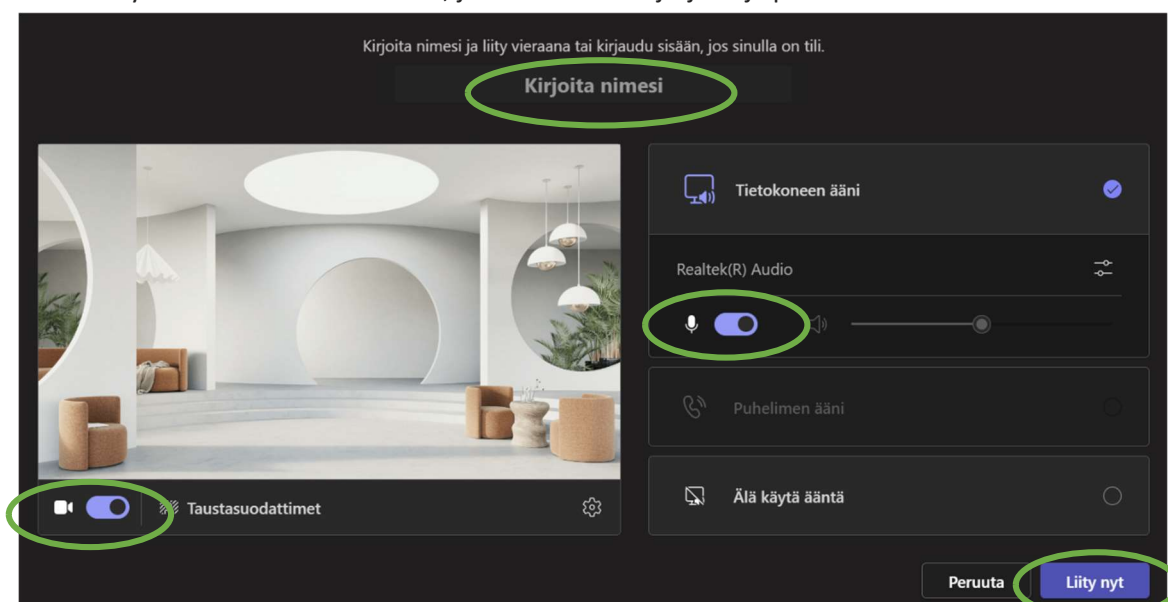 Kirjoita nimesi ja liity vieraana tai kirjaudu sisään, jos sinulla on tili.
Kirjoita nimesi
Tietokoneen ääni
Realtek(R) Audio
Puhelimen ääni
Taustasuodattimet
Älä käytä ääntä
Peruuta
Liity nyt